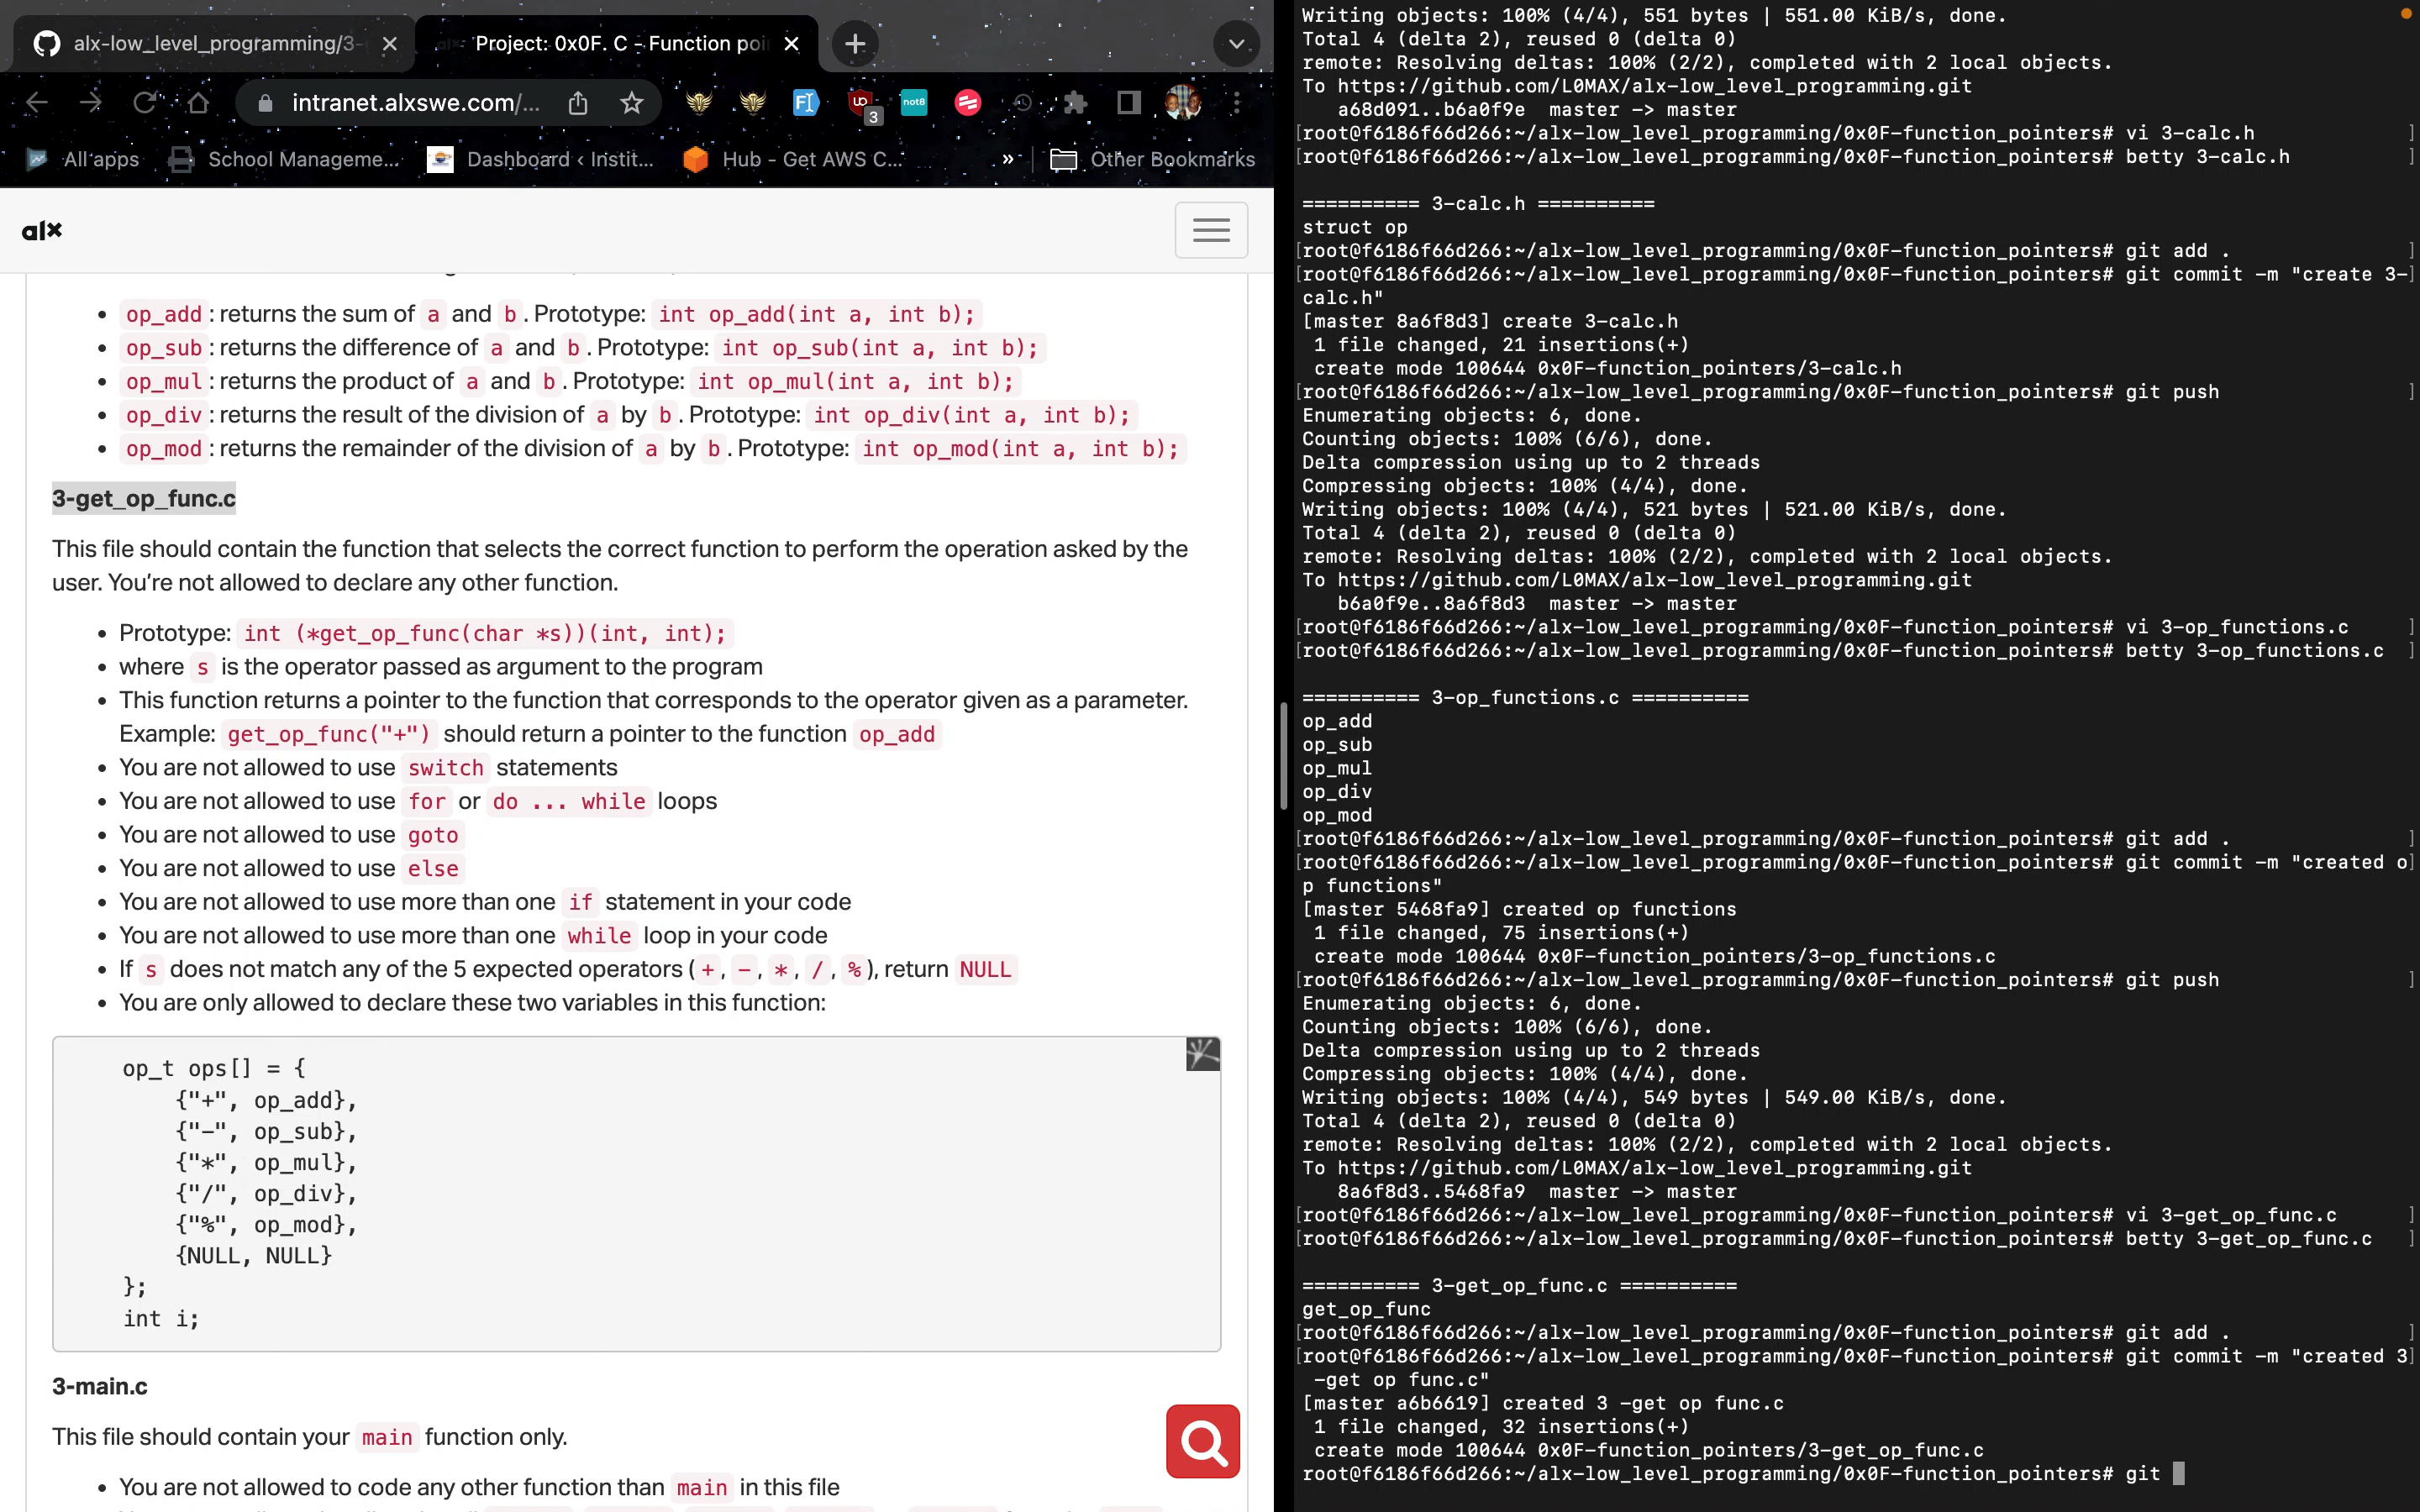 alx-low_level_programming/3-
Project: 0x0F. C - Function poi
intranet.alxswe.com/...
3
not8
All apps
School Manageme...
Dashboard ‹ Instit...
Hub - Get AWS C...
»
Other Bookmarks
alx
op_add : returns the sum of a and b . Prototype: int op_add(int a, int b);
op_sub : returns the difference of a and b . Prototype: int op_sub(int a, int b);
op_mul : returns the product of a and b . Prototype: int op_mul(int a, int b);
op_div : returns the result of the division of a by b . Prototype: int op_div(int a, int b);
op_mod : returns the remainder of the division of a by b . Prototype: int op_mod(int a, int b);
3-get_op_func.c
This file should contain the function that selects the correct function to perform the operation asked by the
user. You’re not allowed to declare any other function.
Prototype: int (*get_op_func(char *s))(int, int);
where s is the operator passed as argument to the program
This function returns a pointer to the function that corresponds to the operator given as a parameter.
Example: get_op_func("+") should return a pointer to the function op_add
You are not allowed to use switch statements
You are not allowed to use for or do ... while loops
You are not allowed to use goto
You are not allowed to use else
You are not allowed to use more than one if statement in your code
You are not allowed to use more than one while loop in your code
If s does not match any of the 5 expected operators ( + , - , * , / , % ), return NULL
You are only allowed to declare these two variables in this function:
op_t ops[] = {
{"+", op_add},
{"-", op_sub},
{"*", op_mul},
{"/", op_div},
{"%", op_mod},
{NULL, NULL}
};
int i;
3-main.c
This file should contain your main function only.
You are not allowed to code any other function than main in this file
Writing objects: 100% (4/4), 551 bytes | 551.00 KiB/s, done.
Total 4 (delta 2), reused 0 (delta 0)
remote: Resolving deltas: 100% (2/2), completed with 2 local objects.
To https://github.com/L0MAX/alx-low_level_programming.git
a68d091..b6a0f9e  master -> master
[root@f6186f66d266:~/alx-low_level_programming/0x0F-function_pointers# vi 3-calc.h ]
[root@f6186f66d266:~/alx-low_level_programming/0x0F-function_pointers# betty 3-calc.h ]
========== 3-calc.h ==========
struct op
[root@f6186f66d266:~/alx-low_level_programming/0x0F-function_pointers# git add . ]
[root@f6186f66d266:~/alx-low_level_programming/0x0F-function_pointers# git commit -m "create 3-]
calc.h"
[master 8a6f8d3] create 3-calc.h
1 file changed, 21 insertions(+)
create mode 100644 0x0F-function_pointers/3-calc.h
[root@f6186f66d266:~/alx-low_level_programming/0x0F-function_pointers# git push ]
Enumerating objects: 6, done.
Counting objects: 100% (6/6), done.
Delta compression using up to 2 threads
Compressing objects: 100% (4/4), done.
Writing objects: 100% (4/4), 521 bytes | 521.00 KiB/s, done.
Total 4 (delta 2), reused 0 (delta 0)
remote: Resolving deltas: 100% (2/2), completed with 2 local objects.
To https://github.com/L0MAX/alx-low_level_programming.git
b6a0f9e..8a6f8d3  master -> master
[root@f6186f66d266:~/alx-low_level_programming/0x0F-function_pointers# vi 3-op_functions.c ]
[root@f6186f66d266:~/alx-low_level_programming/0x0F-function_pointers# betty 3-op_functions.c ]
========== 3-op_functions.c ==========
op_add
op_sub
op_mul
op_div
op_mod
[root@f6186f66d266:~/alx-low_level_programming/0x0F-function_pointers# git add . ]
[root@f6186f66d266:~/alx-low_level_programming/0x0F-function_pointers# git commit -m "created o]
p functions"
[master 5468fa9] created op functions
1 file changed, 75 insertions(+)
create mode 100644 0x0F-function_pointers/3-op_functions.c
[root@f6186f66d266:~/alx-low_level_programming/0x0F-function_pointers# git push ]
Enumerating objects: 6, done.
Counting objects: 100% (6/6), done.
Delta compression using up to 2 threads
Compressing objects: 100% (4/4), done.
Writing objects: 100% (4/4), 549 bytes | 549.00 KiB/s, done.
Total 4 (delta 2), reused 0 (delta 0)
remote: Resolving deltas: 100% (2/2), completed with 2 local objects.
To https://github.com/L0MAX/alx-low_level_programming.git
8a6f8d3..5468fa9  master -> master
[root@f6186f66d266:~/alx-low_level_programming/0x0F-function_pointers# vi 3-get_op_func.c ]
[root@f6186f66d266:~/alx-low_level_programming/0x0F-function_pointers# betty 3-get_op_func.c ]
========== 3-get_op_func.c ==========
get_op_func
[root@f6186f66d266:~/alx-low_level_programming/0x0F-function_pointers# git add . ]
[root@f6186f66d266:~/alx-low_level_programming/0x0F-function_pointers# git commit -m "created 3]
-get op func.c"
[master a6b6619] created 3 -get op func.c
1 file changed, 32 insertions(+)
create mode 100644 0x0F-function_pointers/3-get_op_func.c
root@f6186f66d266:~/alx-low_level_programming/0x0F-function_pointers# git